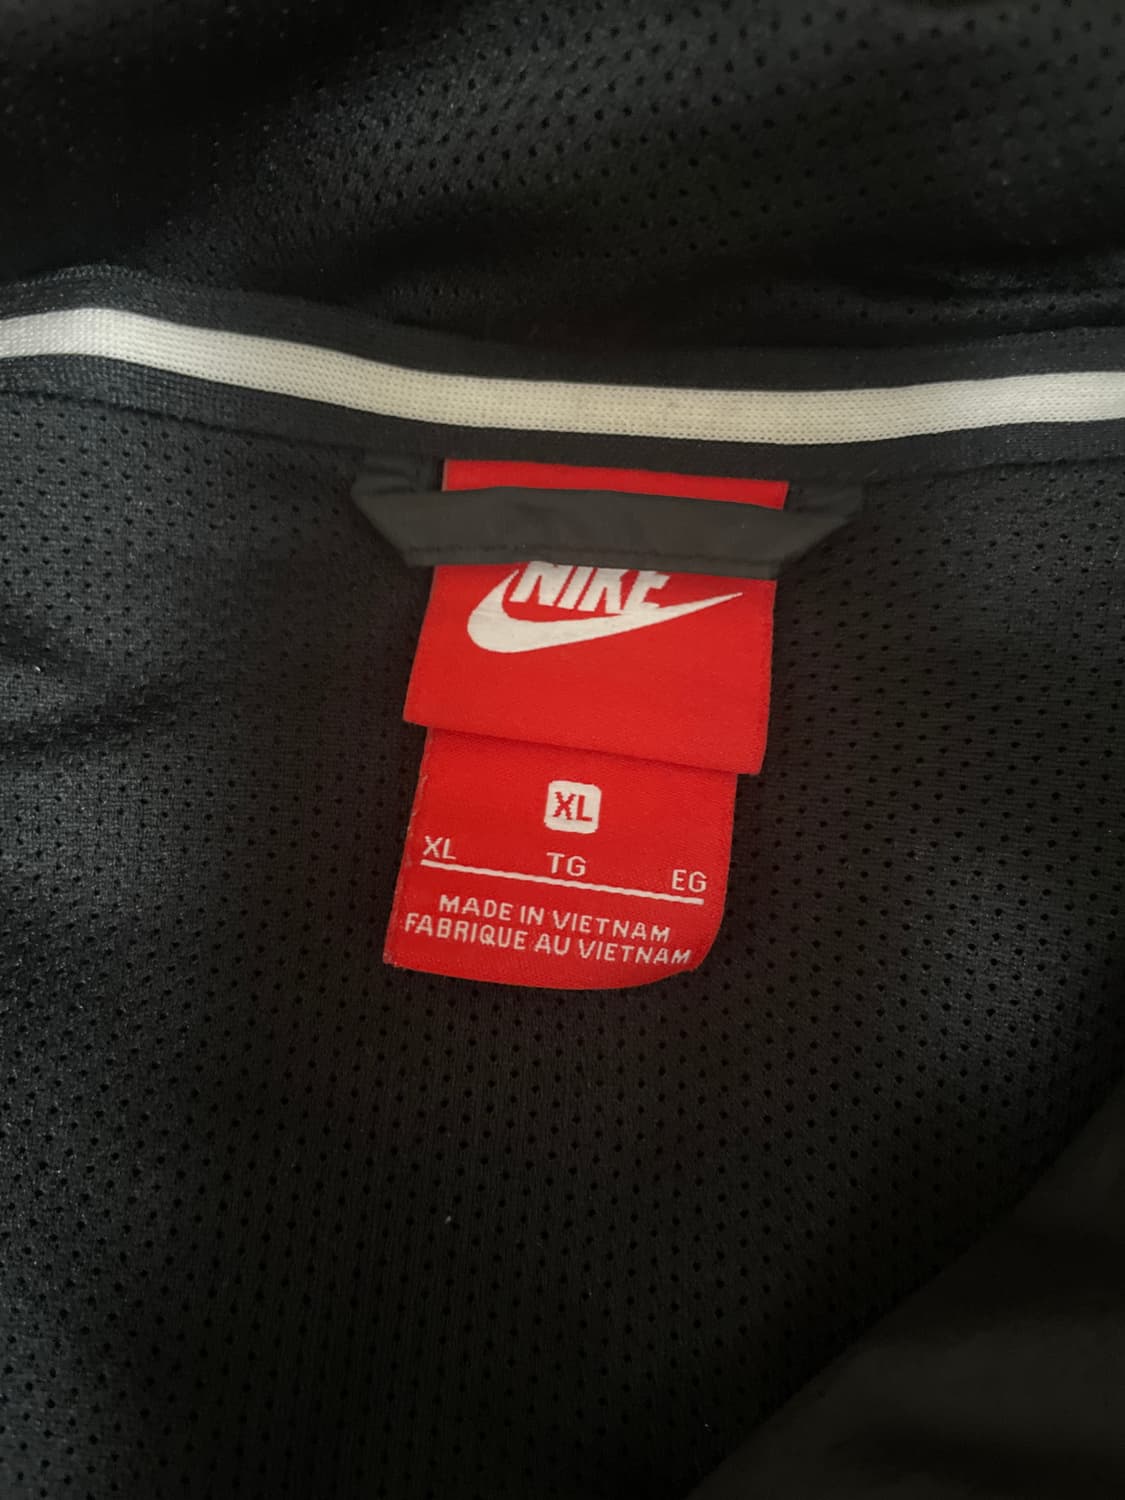 NIKE
XL
XL TG EG
MADE IN VIETNAM
FABRIQUE AU VIETNAM